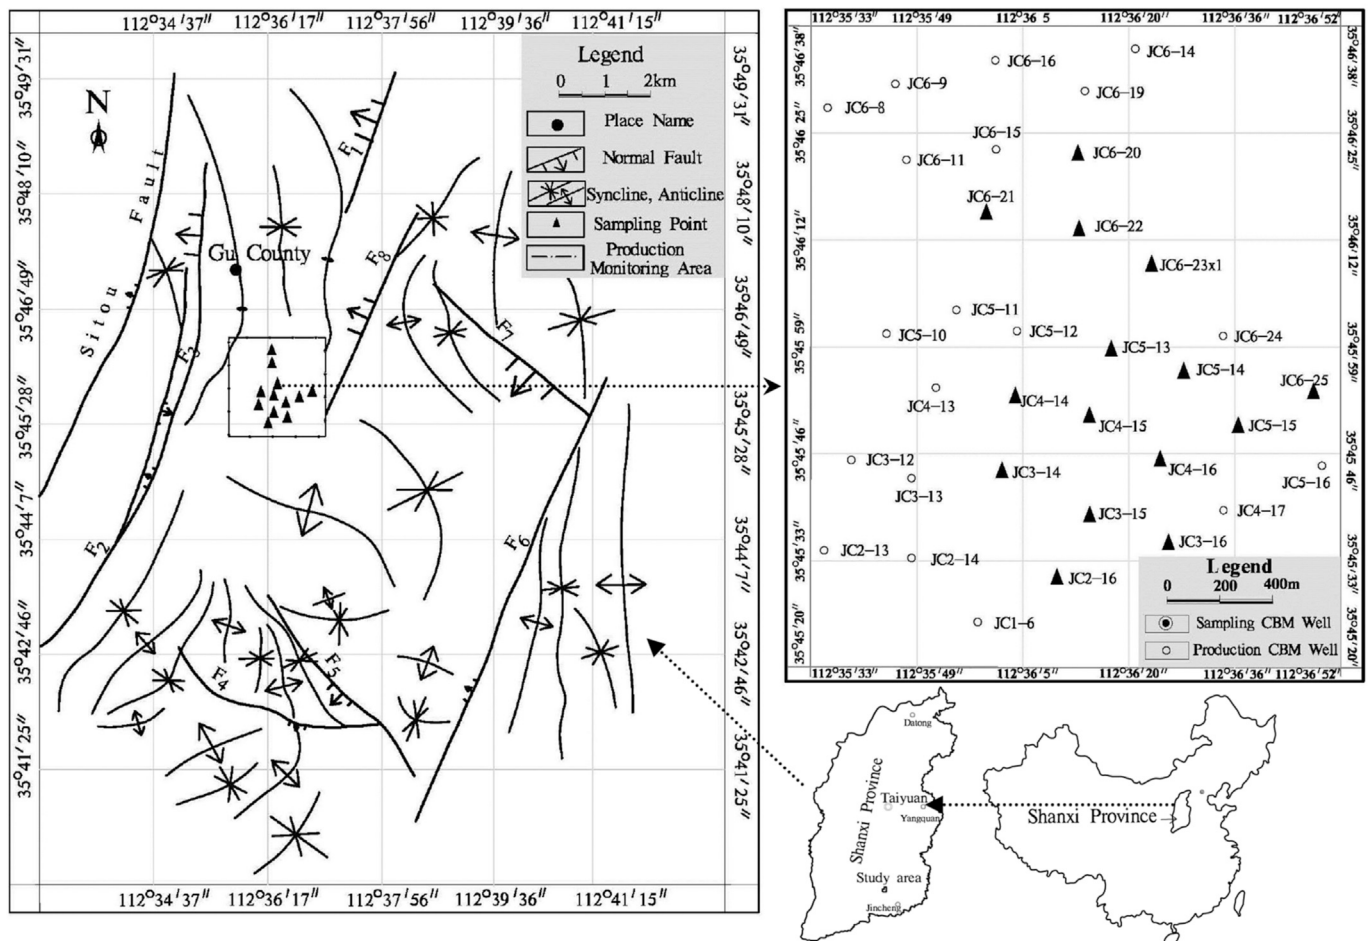 112°34′37″ 112°36′17″ 112°39′36″ 112°41′15″
35°49′31″
35°48′10″
35°46′49″
35°45′28″
35°44′7″
35°42′46″
35°41′25″
N
Sitou Fault
Gu County
F1
F8
F3
F7
F2
F6
F4
F5
Legend
0 1 2km
Place Name
Normal Fault
Syncline, Anticline
Sampling Point
Production
Monitoring Area
35°49′31″
35°48′10″
35°46′49″
35°45′28″
35°44′7″
35°42′46″
35°41′25″
112°34′37″ 112°36′17″ 112°37′56″ 112°39′36″ 112°41′15″
112°35′33″ 112°35′49″ 112°36′5″ 112°36′20″ 112°36′36″ 112°36′52″
35°46′38″
35°46′25″
35°46′12″
35°45′59″
35°45′46″
35°45′33″
35°45′20″
JC6–14
JC6–16
JC6–9
JC6–19
JC6–8
JC6–15
JC6–11
JC6–20
JC6–21
JC6–22
JC6–23x1
JC5–11
JC5–10
JC5–12
JC6–24
JC5–13
JC5–14
JC6–25
JC4–13
JC4–14
JC4–15
JC5–15
JC3–12
JC3–14
JC4–16
JC5–16
JC3–13
JC3–15
JC4–17
JC3–16
JC2–13
JC2–14
JC2–16
JC1–6
Legend
0 200 400m
Sampling CBM Well
Production CBM Well
35°46′38″
35°46′25″
35°46′12″
35°45′59″
35°45 46″
35°45′33″
35°45′20″
112°35′33″ 112°35′49″ 112°36′5″ 112°36′20″ 112°36′36″ 112°36′52″
Datong
Shanxi Province
Taiyuan
Yangquan
Study area
Jincheng
Shanxi Province